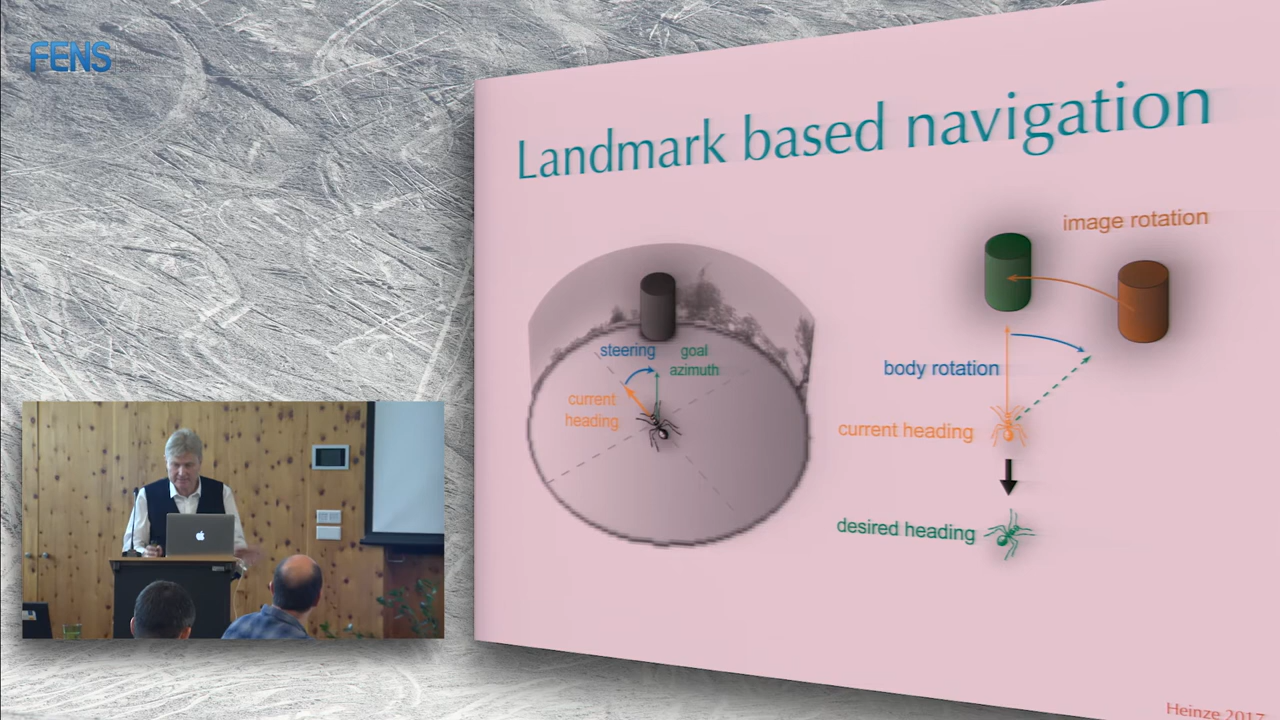 FENS
Landmark based navigation
image rotation
steering
goal
azimuth
current
heading
body rotation
current heading
desired heading
Heinze 2017